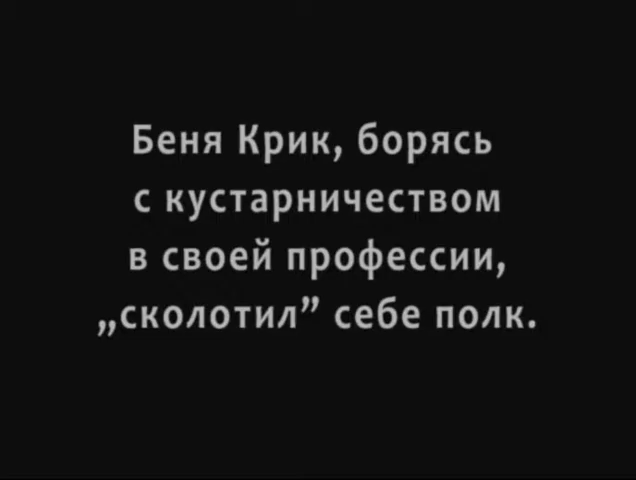 Беня Крик, борясь
с кустарничеством
в своей профессии,
„сколотил” себе полк.